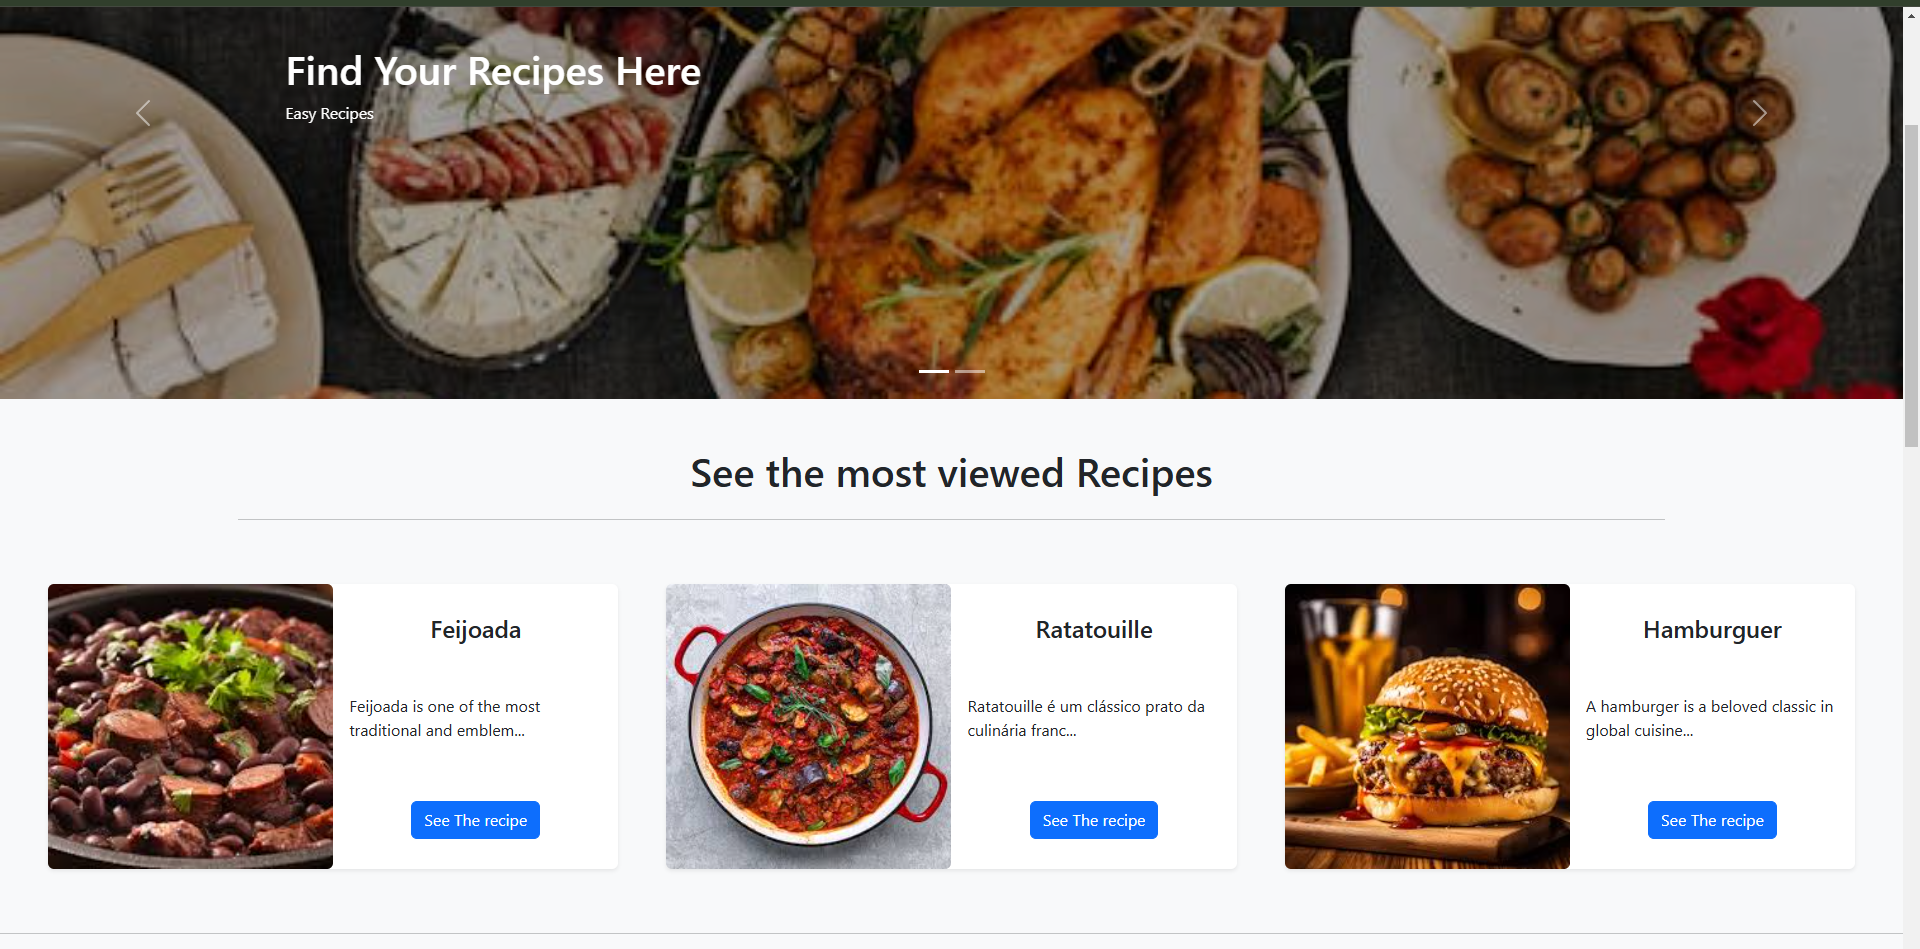 Find Your Recipes Here
Easy Recipes
See the most viewed Recipes
Feijoada
Feijoada is one of the most
traditional and emblem...
See The recipe
Ratatouille
Ratatouille é um clássico prato da
culinária franc...
See The recipe
Hamburguer
A hamburger is a beloved classic in
global cuisine...
See The recipe